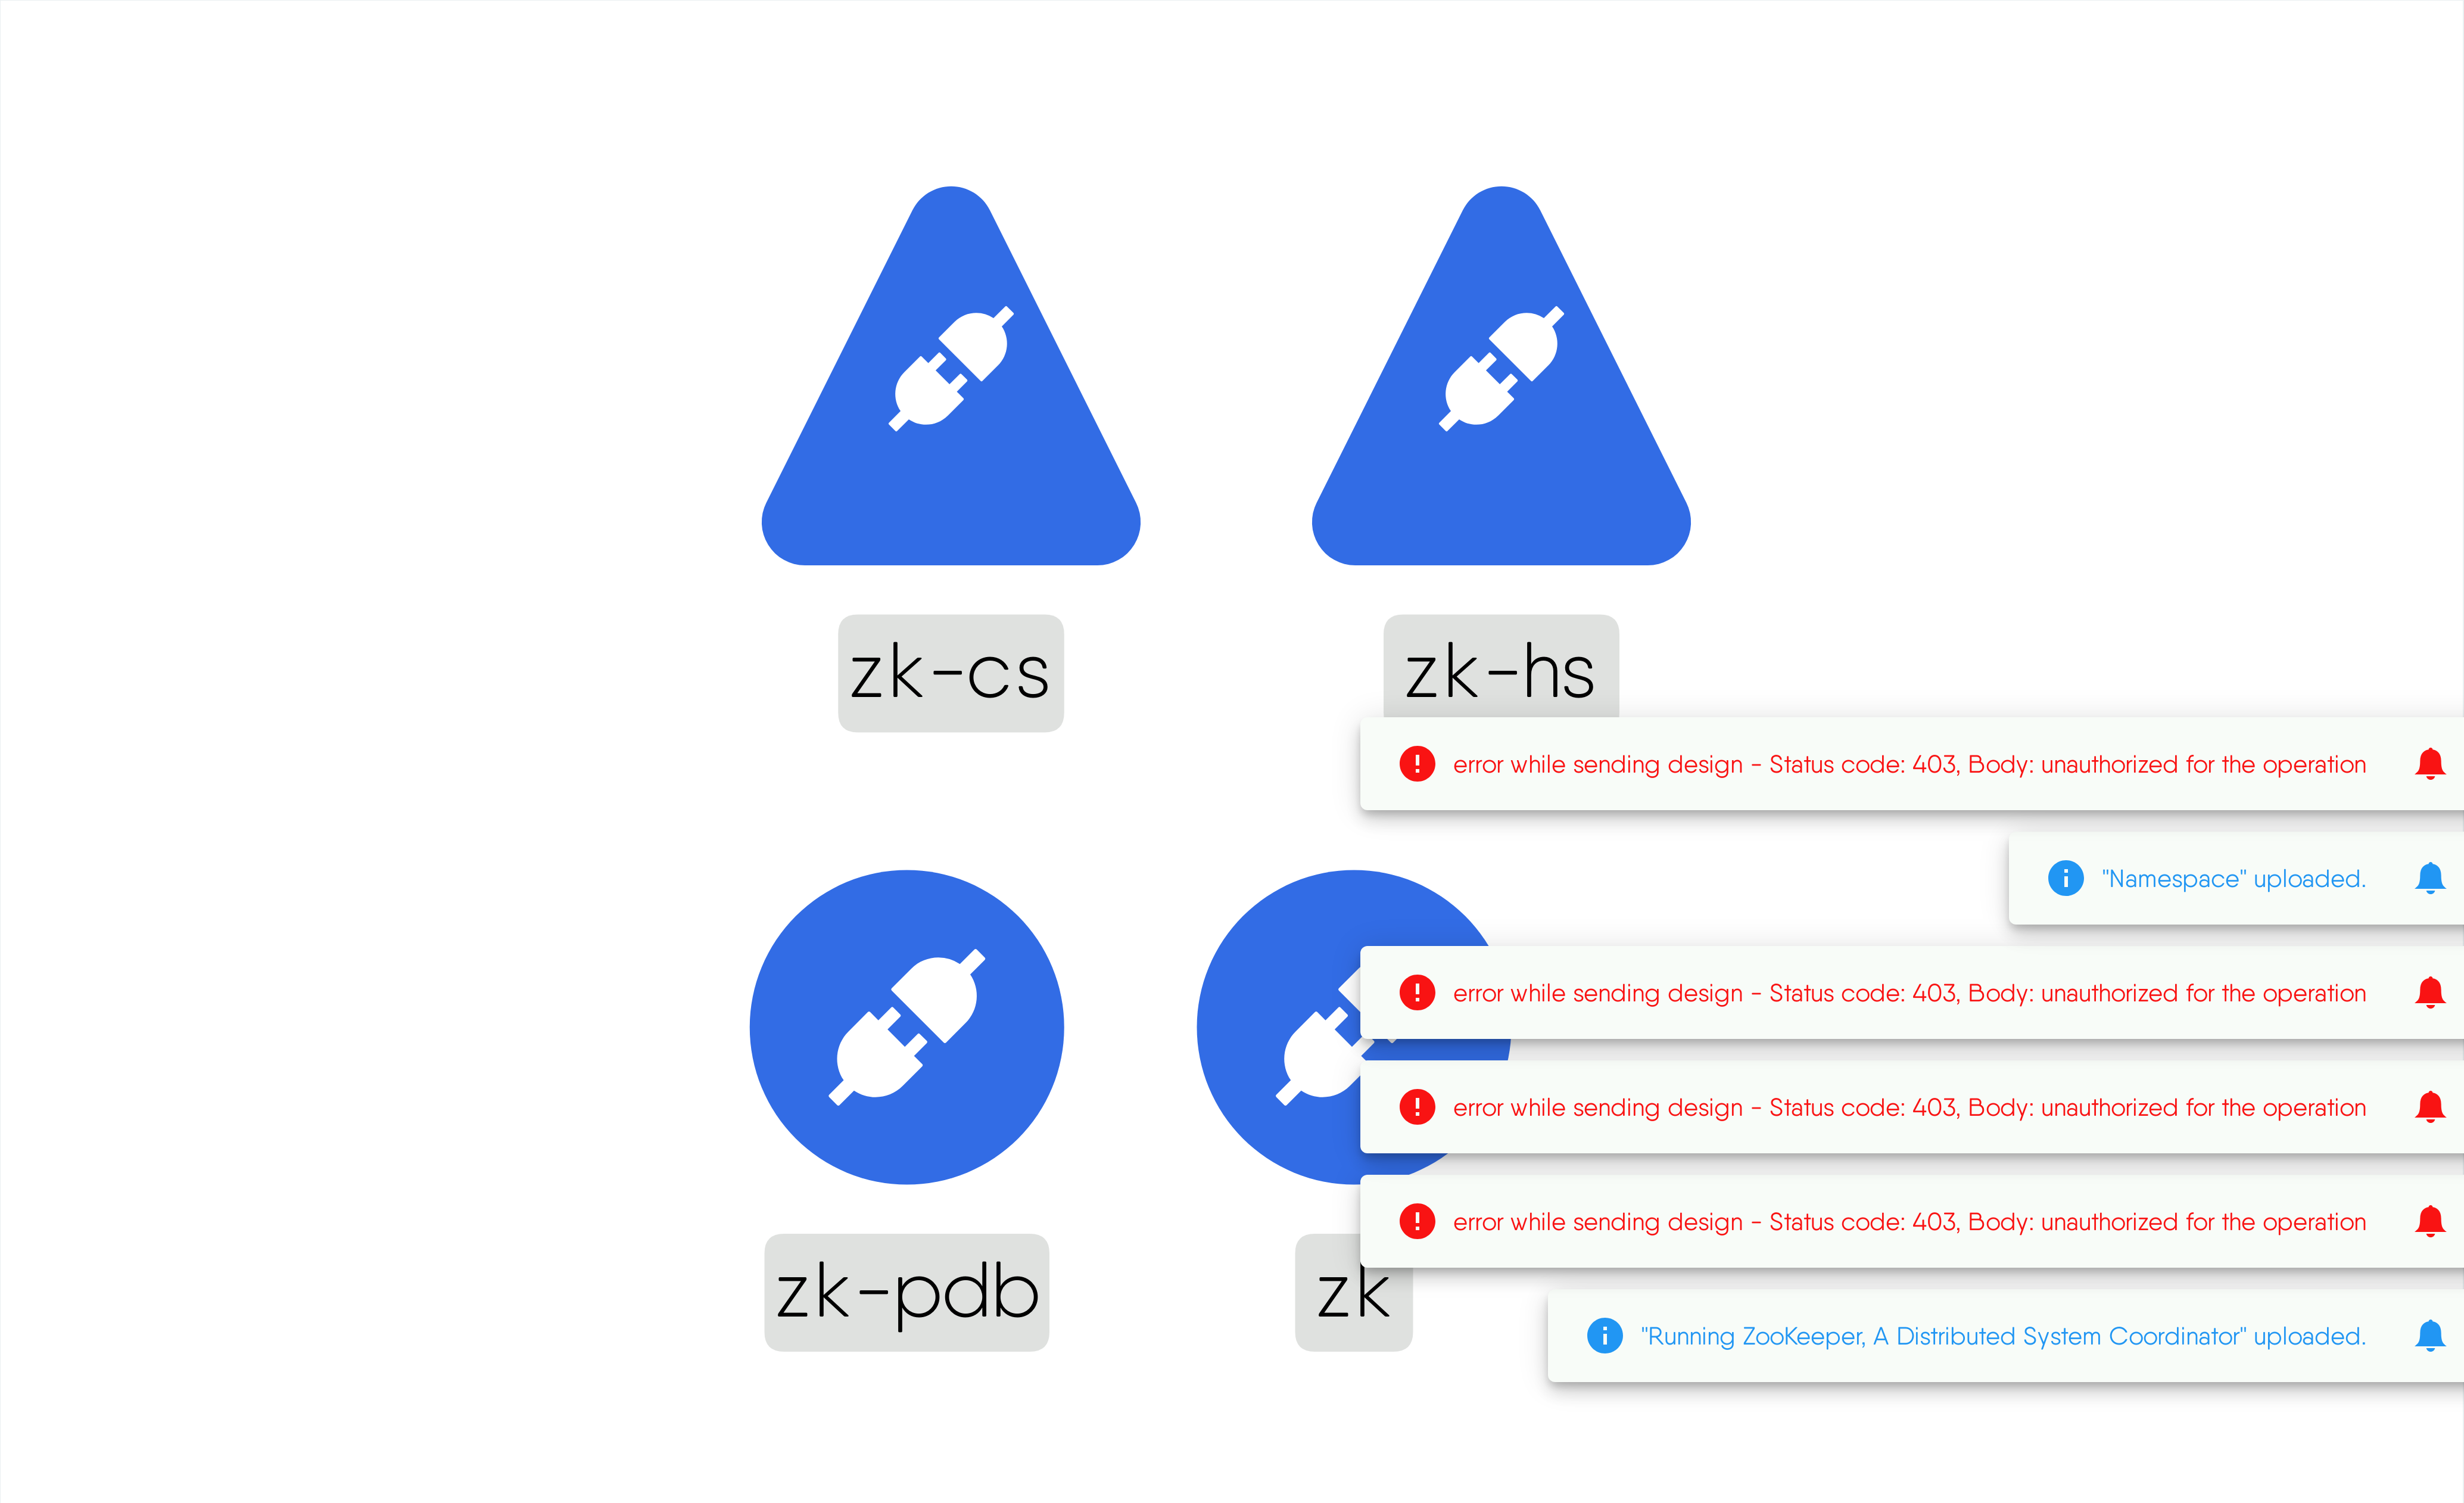 zk-cs
zk-hs
error while sending design - Status code: 403, Body: unauthorized for the operation
"Namespace" uploaded.
error while sending design - Status code: 403, Body: unauthorized for the operation
error while sending design - Status code: 403, Body: unauthorized for the operation
error while sending design - Status code: 403, Body: unauthorized for the operation
zk-pdb
zk
"Running ZooKeeper, A Distributed System Coordinator" uploaded.